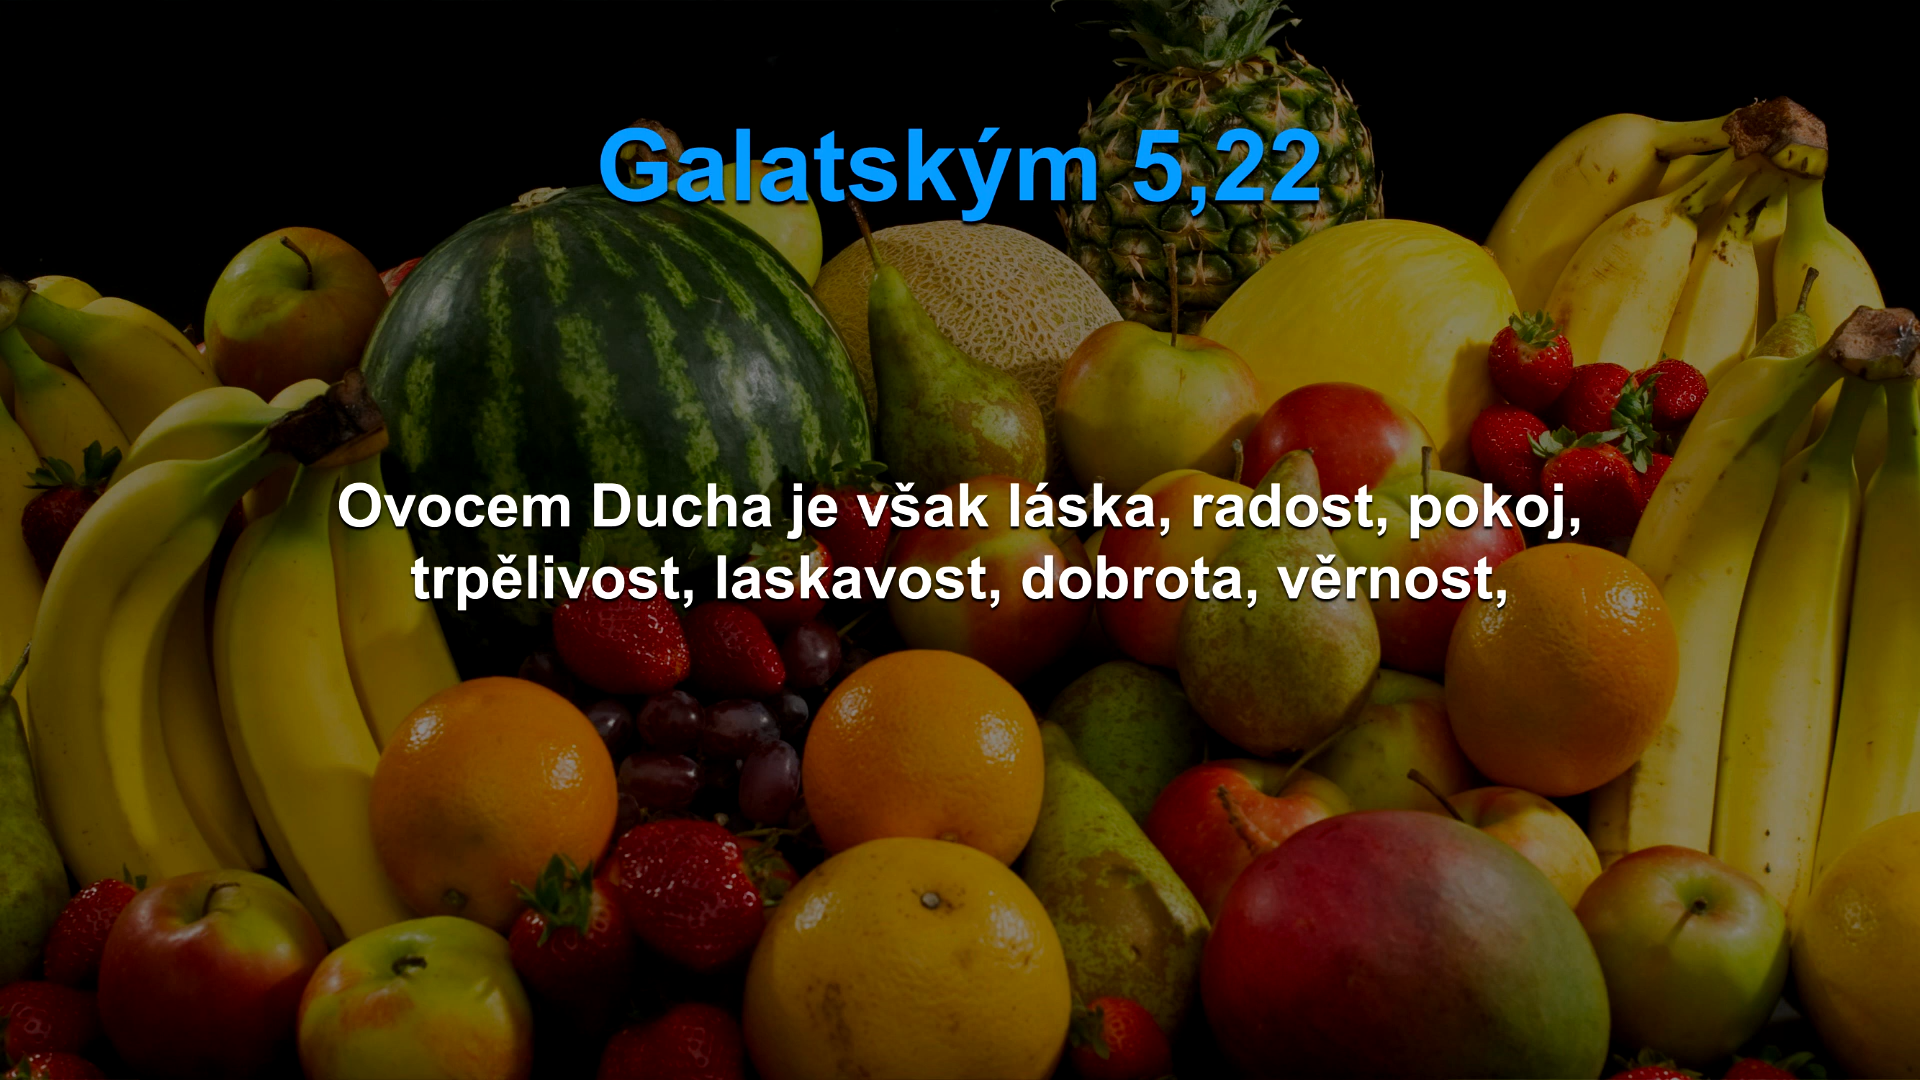 Galatským 5,22
Ovocem Ducha je však láska, radost, pokoj,
trpělivost, laskavost, dobrota, věrnost,